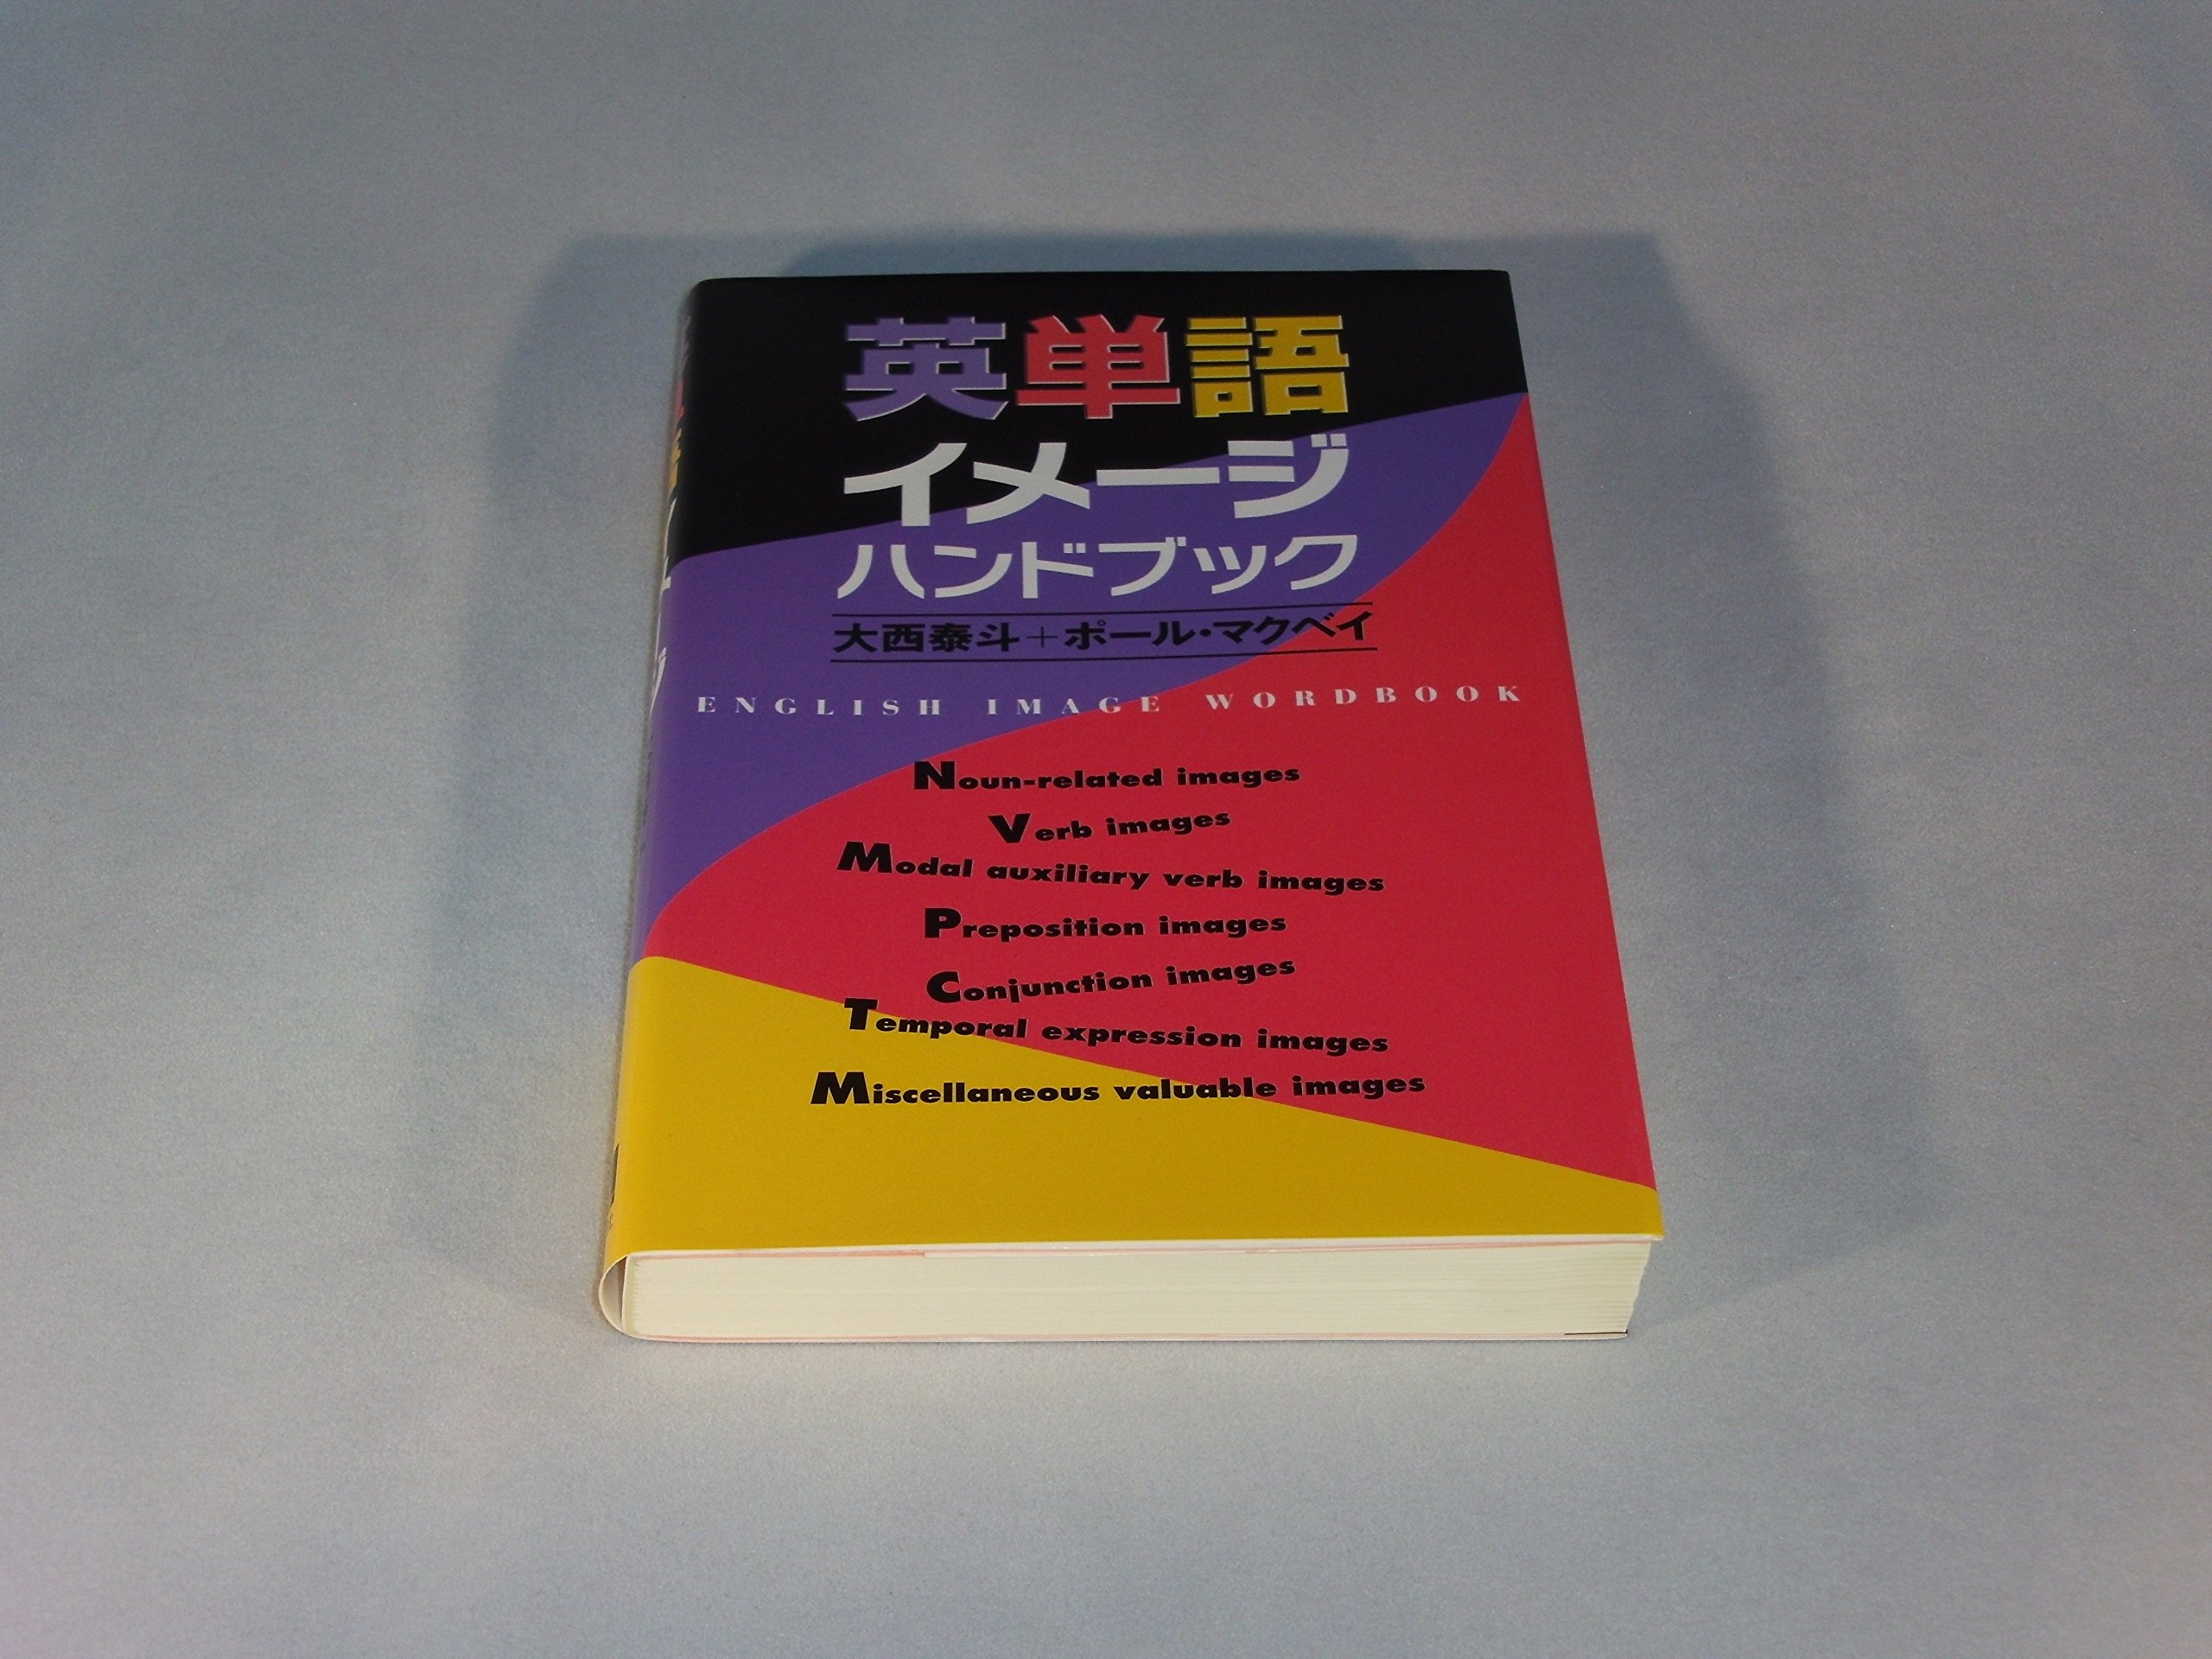 英単語
イメージ
ハンドブック
大西泰斗+ポール・マクベイ
ENGLISH IMAGE WORDBOOK
Noun-related images
Verb images
Modal auxiliary verb images
Preposition images
Conjunction images
Temporal expression images
Miscellaneous valuable images